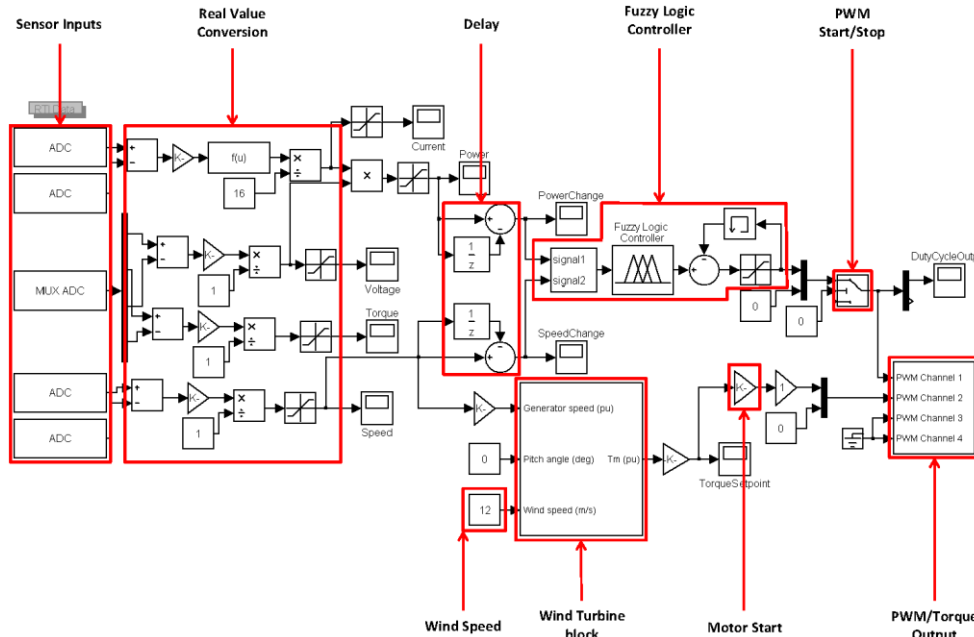 Sensor Inputs
Real Value
Conversion
Delay
Fuzzy Logic
Controller
PWM
Start/Stop
RTI Data
ADC
ADC
MUX ADC
ADC
ADC
+
-
K-
f(u)
×
÷
16
Current
×
Power
+
-
K-
×
÷
1
Voltage
+
-
K-
×
÷
1
Torque
+
-
K-
×
÷
1
Speed
+
-
1
z
PowerChange
1
z
-
+
SpeedChange
signal1
signal2
Fuzzy Logic
Controller
+
-
0
0
DutyCycleOutp
K-
Generator speed (pu)
0
Pitch angle (deg)
Tm (pu)
12
Wind speed (m/s)
K-
TorqueSetpoint
K-
1
0
PWM Channel 1
PWM Channel 2
PWM Channel 3
PWM Channel 4
Wind Speed
Wind Turbine
block
Motor Start
PWM/Torque
Output